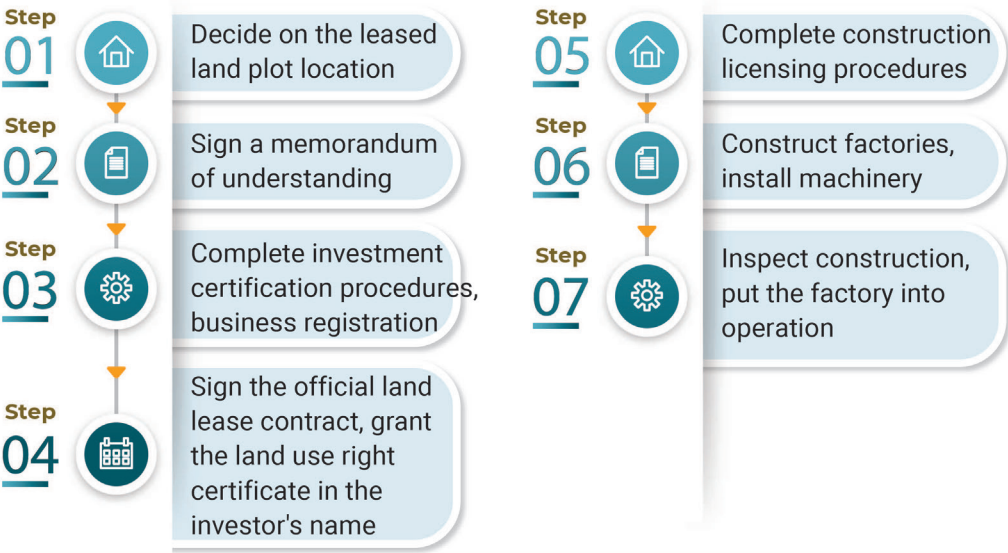 Step
01
Decide on the leased
land plot location
Step
02
Sign a memorandum
of understanding
Step
03
Complete investment
certification procedures,
business registration
Step
04
Sign the official land
lease contract, grant
the land use right
certificate in the
investor's name
Step
05
Complete construction
licensing procedures
Step
06
Construct factories,
install machinery
Step
07
Inspect construction,
put the factory into
operation